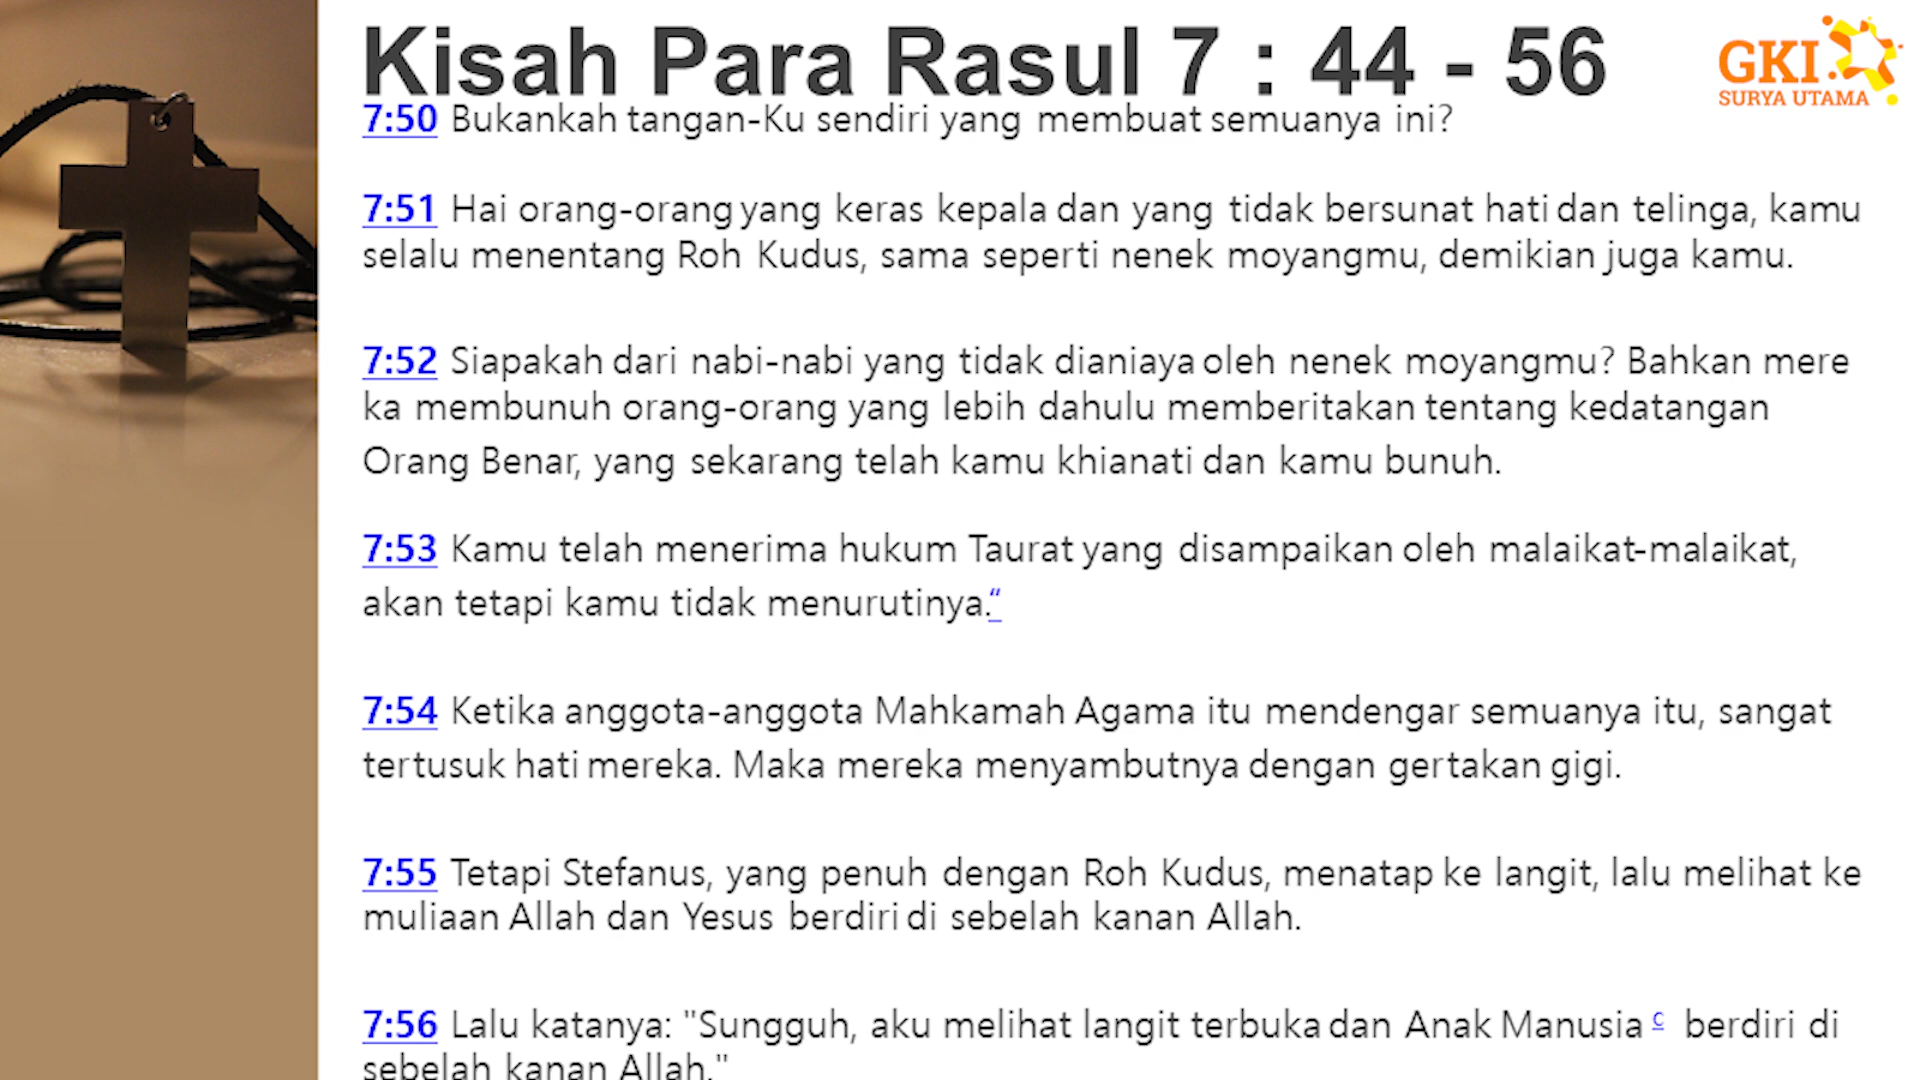 Kisah Para Rasul 7 : 44 - 56
GKI
SURYA UTAMA
7:50 Bukankah tangan-Ku sendiri yang membuat semuanya ini?
7:51 Hai orang-orang yang keras kepala dan yang tidak bersunat hati dan telinga, kamu
selalu menentang Roh Kudus, sama seperti nenek moyangmu, demikian juga kamu.
7:52 Siapakah dari nabi-nabi yang tidak dianiaya oleh nenek moyangmu? Bahkan mere
ka membunuh orang-orang yang lebih dahulu memberitakan tentang kedatangan
Orang Benar, yang sekarang telah kamu khianati dan kamu bunuh.
7:53 Kamu telah menerima hukum Taurat yang disampaikan oleh malaikat-malaikat,
akan tetapi kamu tidak menurutinya.“
7:54 Ketika anggota-anggota Mahkamah Agama itu mendengar semuanya itu, sangat
tertusuk hati mereka. Maka mereka menyambutnya dengan gertakan gigi.
7:55 Tetapi Stefanus, yang penuh dengan Roh Kudus, menatap ke langit, lalu melihat ke
muliaan Allah dan Yesus berdiri di sebelah kanan Allah.
7:56 Lalu katanya: "Sungguh, aku melihat langit terbuka dan Anak Manusia c berdiri di
sebelah kanan Allah."